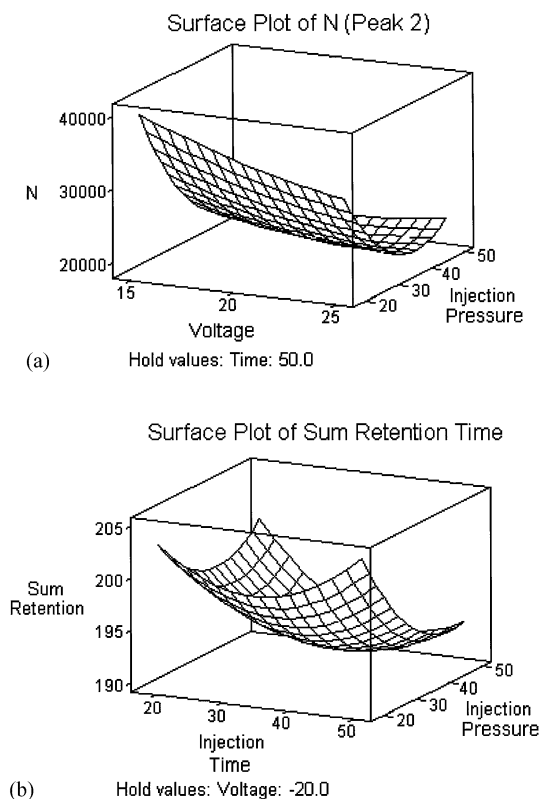 Surface Plot of N (Peak 2)
40000
30000
20000
N
15
20
25
Voltage
20
30
40
50
Injection
Pressure
(a) Hold values: Time: 50.0
Surface Plot of Sum Retention Time
205
200
195
190
Sum
Retention
20
30
40
50
Injection
Time
20
30
40
50
Injection
Pressure
(b) Hold values: Voltage: -20.0